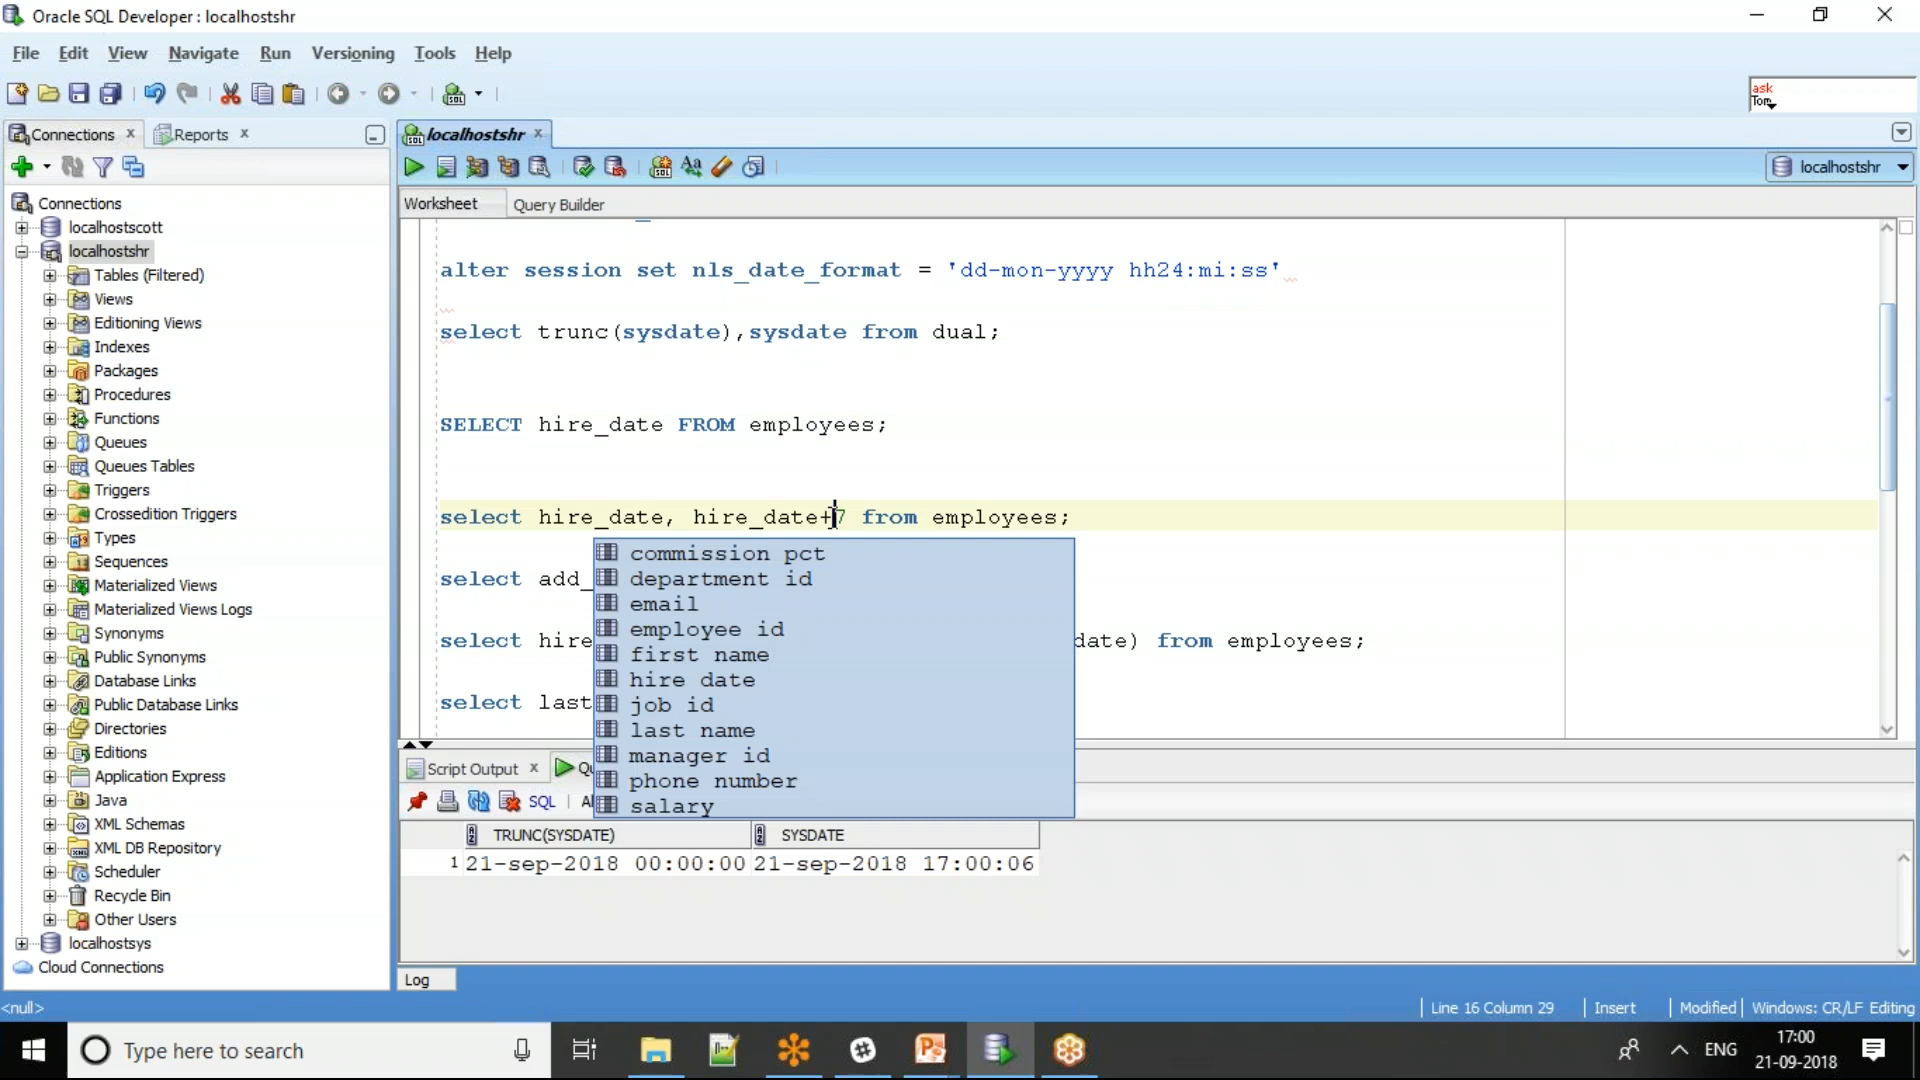 Oracle SQL Developer : localhostshr
File Edit View Navigate Run Versioning Tools Help
ask
Tom
Connections x Reports x
localhostshr x
localhostshr
Worksheet Query Builder
Connections
localhostscott
localhostshr
Tables (Filtered)
Views
Editioning Views
Indexes
Packages
Procedures
Functions
Queues
Queues Tables
Triggers
Crossedition Triggers
Types
Sequences
Materialized Views
Materialized Views Logs
Synonyms
Public Synonyms
Database Links
Public Database Links
Directories
Editions
Application Express
Java
XML Schemas
XML DB Repository
Scheduler
Recycle Bin
Other Users
localhostsys
Cloud Connections
alter session set nls_date_format = 'dd-mon-yyyy hh24:mi:ss'
select trunc(sysdate),sysdate from dual;
SELECT hire_date FROM employees;
select hire_date, hire_date+7 from employees;
select add_
select hire date) from employees;
select last
commission pct
department id
email
employee id
first name
hire date
job id
last name
manager id
phone number
salary
Script Output x
SQL
TRUNC(SYSDATE) SYSDATE
1 21-sep-2018 00:00:00 21-sep-2018 17:00:06
Log
<null>
Line 16 Column 29 Insert Modified Windows: CR/LF Editing
Type here to search
ENG
17:00
21-09-2018